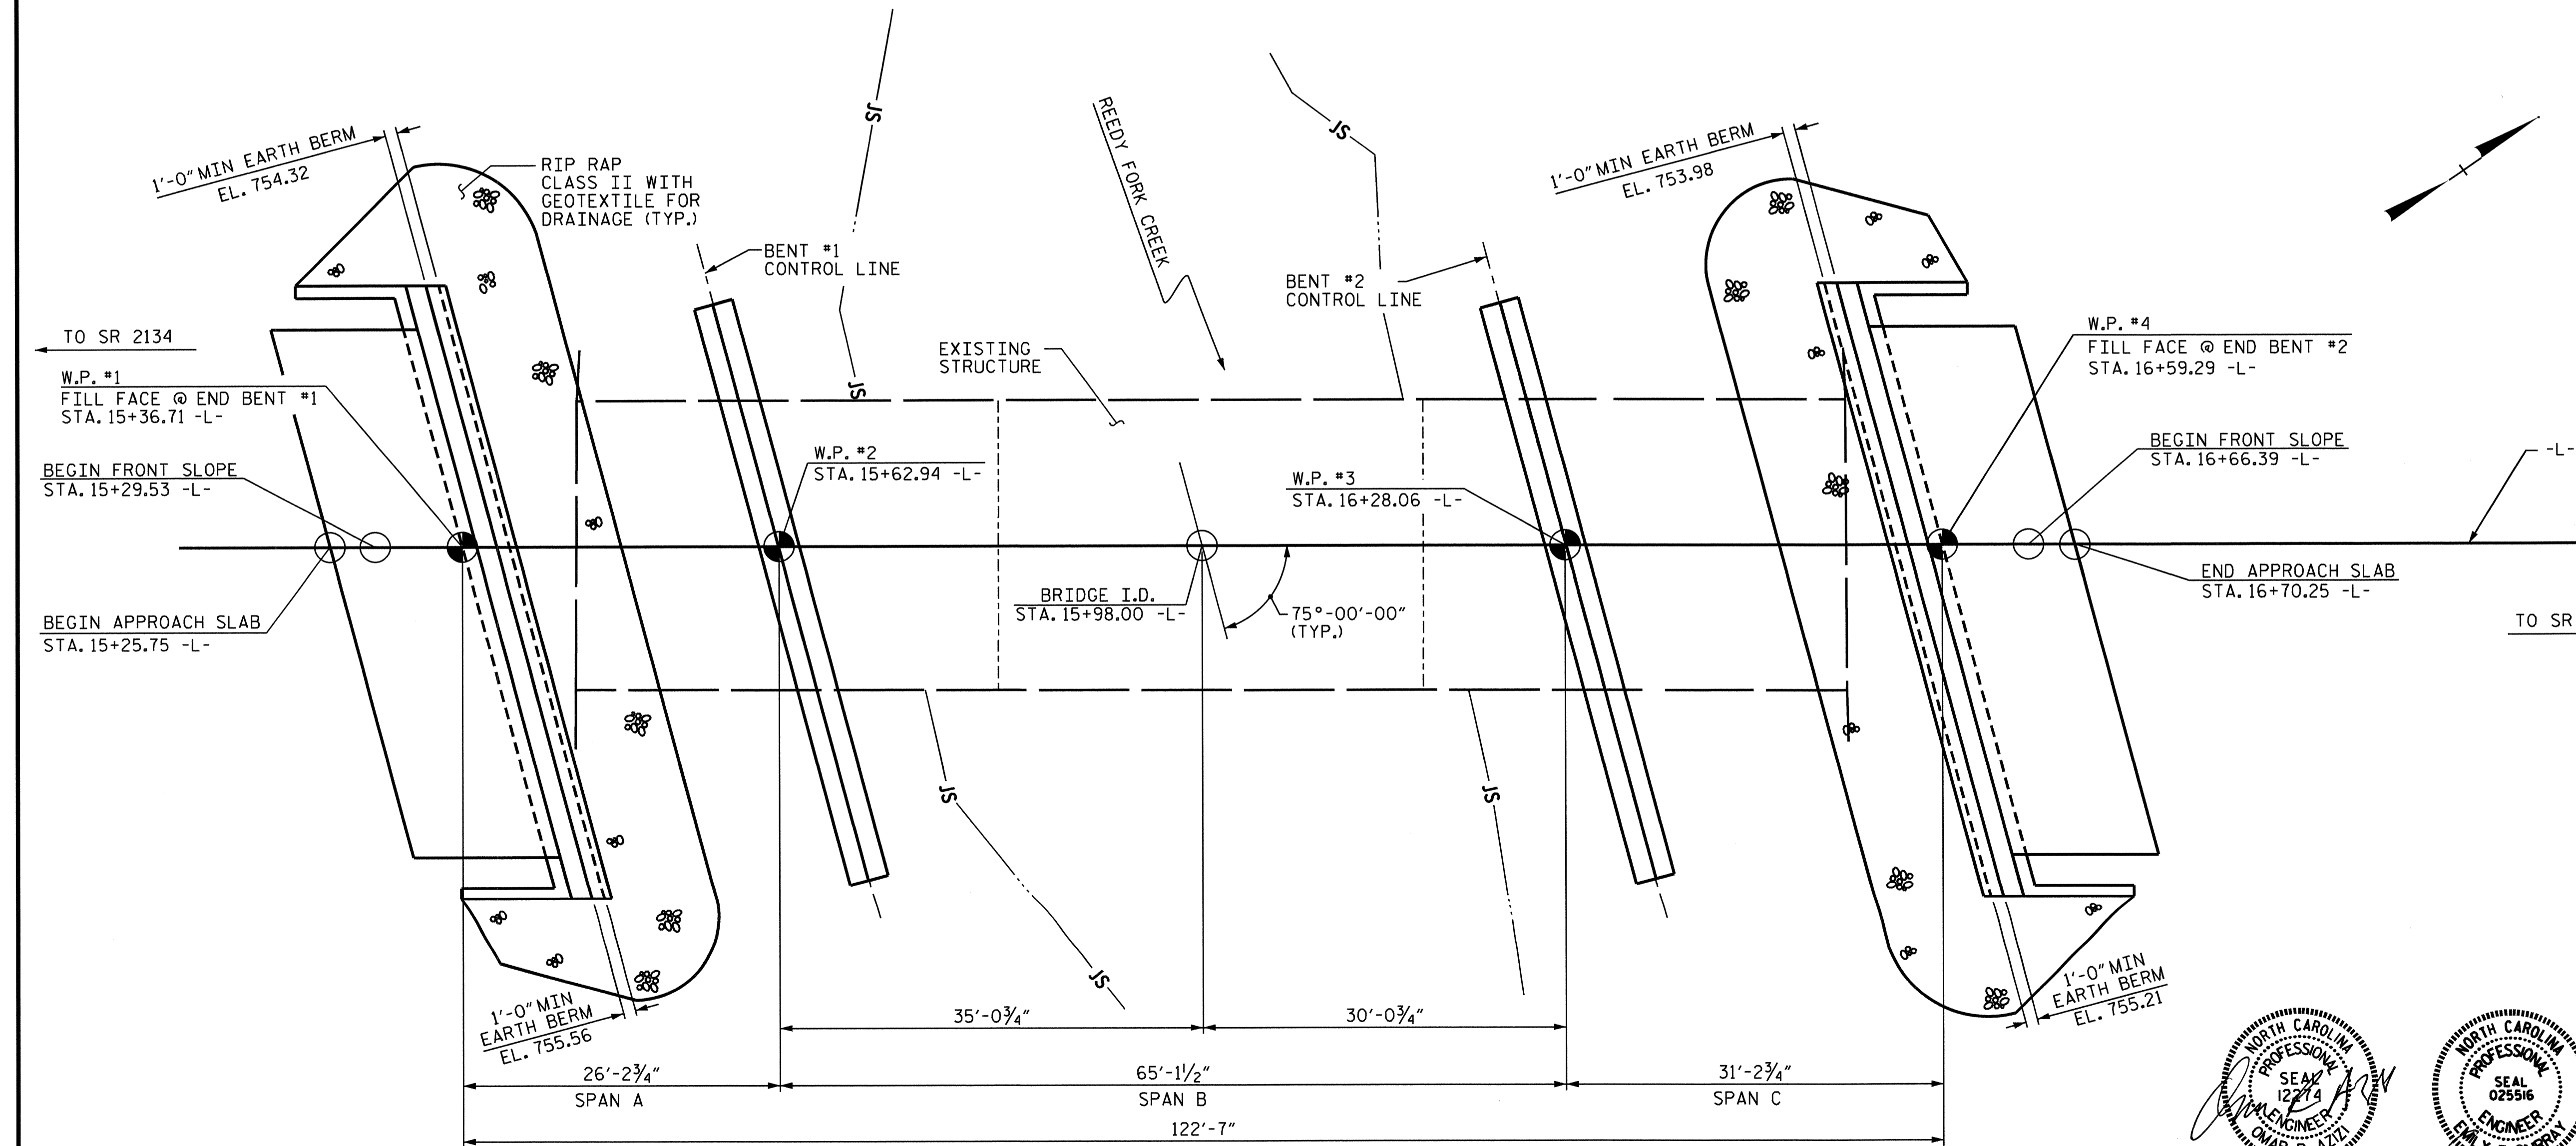 1'-0" MIN EARTH BERM
EL. 754.32
RIP RAP
CLASS II WITH
GEOTEXTILE FOR
DRAINAGE (TYP.)
JS
BENT #1
CONTROL LINE
REEDY FORK CREEK
JS
1'-0" MIN EARTH BERM
EL. 753.98
BENT #2
CONTROL LINE
TO SR 2134
W.P. #1
FILL FACE @ END BENT #1
STA. 15+36.71 -L-
JS
EXISTING
STRUCTURE
W.P. #4
FILL FACE @ END BENT #2
STA. 16+59.29 -L-
BEGIN FRONT SLOPE
STA. 15+29.53 -L-
W.P. #2
STA. 15+62.94 -L-
W.P. #3
STA. 16+28.06 -L-
BEGIN FRONT SLOPE
STA. 16+66.39 -L-
-L-
BEGIN APPROACH SLAB
STA. 15+25.75 -L-
BRIDGE I.D.
STA. 15+98.00 -L-
75°-00'-00"
(TYP.)
END APPROACH SLAB
STA. 16+70.25 -L-
TO SR
JS
JS
JS
1'-0" MIN
EARTH BERM
EL. 755.56
1'-0" MIN
EARTH BERM
EL. 755.21
35'-0¾"
30'-0¾"
26'-2¾"
SPAN A
65'-1½"
SPAN B
31'-2¾"
SPAN C
122'-7"
NORTH CAROLINA
PROFESSIONAL
SEAL
12274
ENGINEER
OMAR R. AZIZI
NORTH CAROLINA
PROFESSIONAL
SEAL
025516
ENGINEER